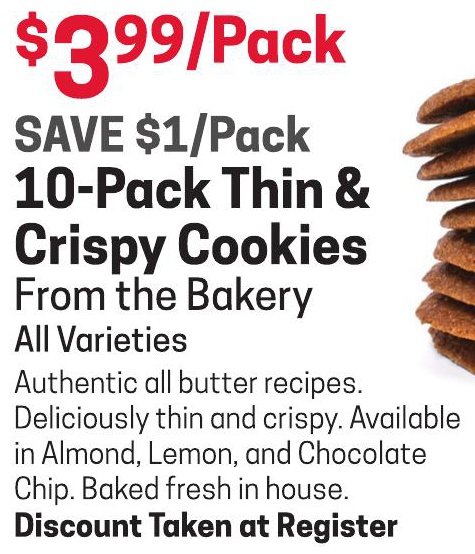 $3.99/Pack
SAVE $1/Pack
10-Pack Thin &
Crispy Cookies
From the Bakery
All Varieties
Authentic all butter recipes.
Deliciously thin and crispy. Available
in Almond, Lemon, and Chocolate
Chip. Baked fresh in house.
Discount Taken at Register